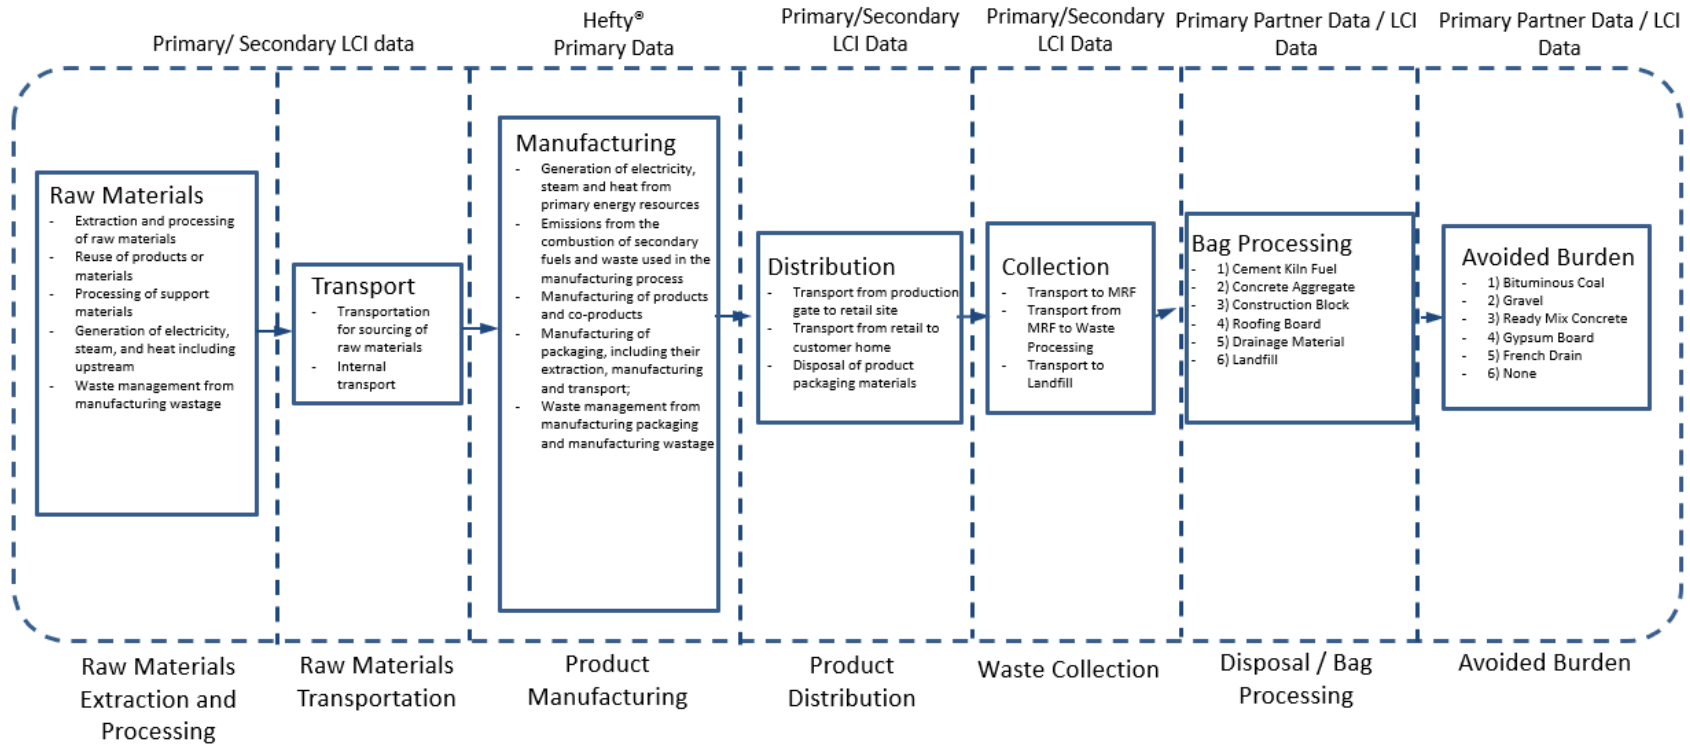 Primary/ Secondary LCI data
Hefty®
Primary Data
Primary/Secondary
LCI Data
Primary/Secondary
LCI Data
Primary Partner Data / LCI
Data
Primary Partner Data / LCI
Data
Raw Materials
- Extraction and processing
of raw materials
- Reuse of products or
materials
- Processing of support
materials
- Generation of electricity,
steam, and heat including
upstream
- Waste management from
manufacturing wastage
Transport
- Transportation
for sourcing of
raw materials
- Internal
transport
Manufacturing
- Generation of electricity,
steam and heat from
primary energy resources
- Emissions from the
combustion of secondary
fuels and waste used in the
manufacturing process
- Manufacturing of products
and co-products
- Manufacturing of
packaging, including their
extraction, manufacturing
and transport;
- Waste management from
manufacturing packaging
and manufacturing wastage
Distribution
- Transport from production
gate to retail site
- Transport from retail to
customer home
- Disposal of product
packaging materials
Collection
- Transport to MRF
- Transport from
MRF to Waste
Processing
- Transport to
Landfill
Bag Processing
- 1) Cement Kiln Fuel
- 2) Concrete Aggregate
- 3) Construction Block
- 4) Roofing Board
- 5) Drainage Material
- 6) Landfill
Avoided Burden
- 1) Bituminous Coal
- 2) Gravel
- 3) Ready Mix Concrete
- 4) Gypsum Board
- 5) French Drain
- 6) None
Raw Materials
Extraction and
Processing
Raw Materials
Transportation
Product
Manufacturing
Product
Distribution
Waste Collection
Disposal / Bag
Processing
Avoided Burden